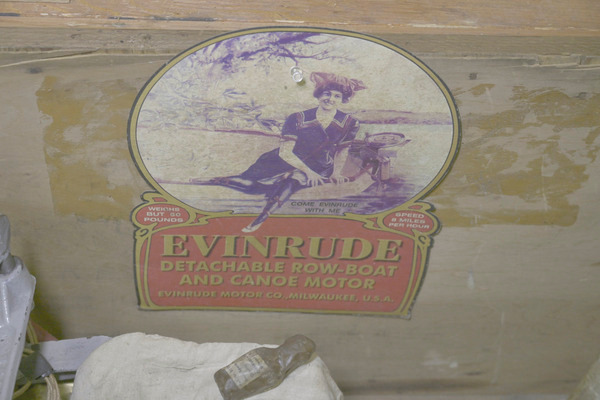 COME EVINRUDE
WITH ME
WEIGHS
BUT 50
POUNDS
SPEED
8 MILES
PER HOUR
EVINRUDE
DETACHABLE ROW-BOAT
AND CANOE MOTOR
EVINRUDE MOTOR CO., MILWAUKEE, U.S.A.